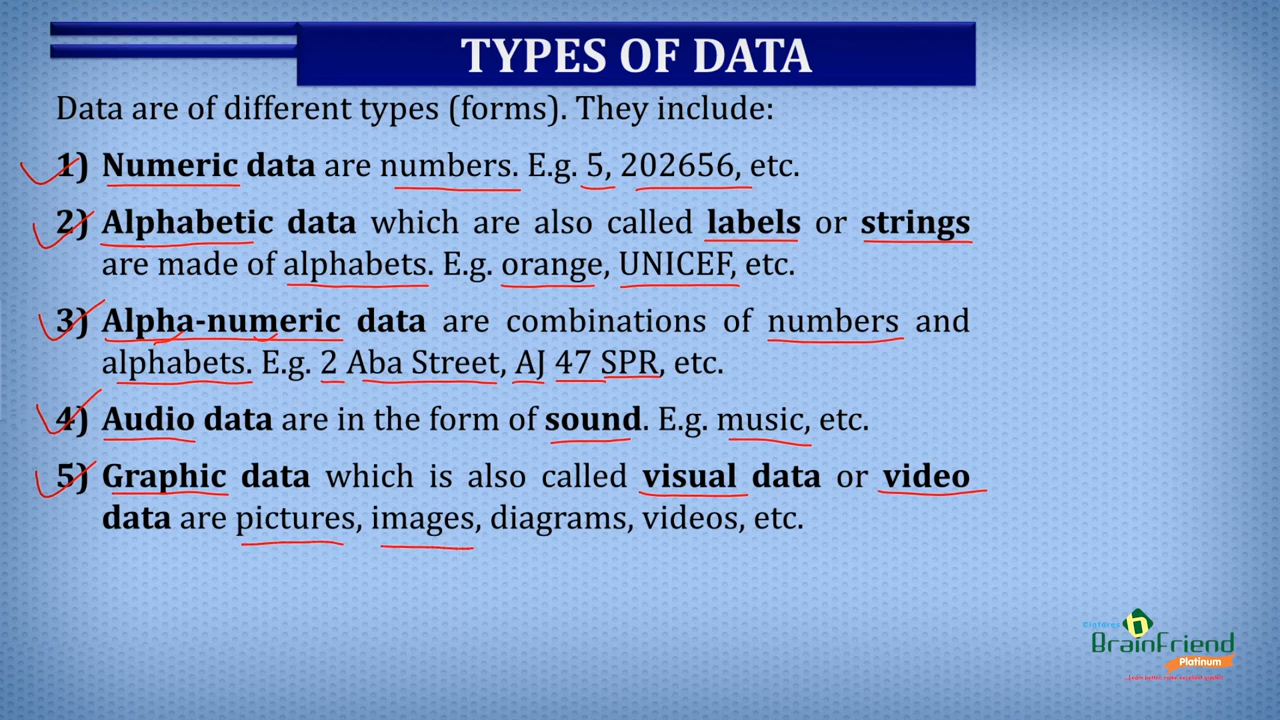 TYPES OF DATA
Data are of different types (forms). They include:
1) Numeric data are numbers. E.g. 5, 202656, etc.
2) Alphabetic data which are also called labels or strings
are made of alphabets. E.g. orange, UNICEF, etc.
3) Alpha-numeric data are combinations of numbers and
alphabets. E.g. 2 Aba Street, AJ 47 SPR, etc.
4) Audio data are in the form of sound. E.g. music, etc.
5) Graphic data which is also called visual data or video
data are pictures, images, diagrams, videos, etc.
Cinfores
BrainFriend
Platinum